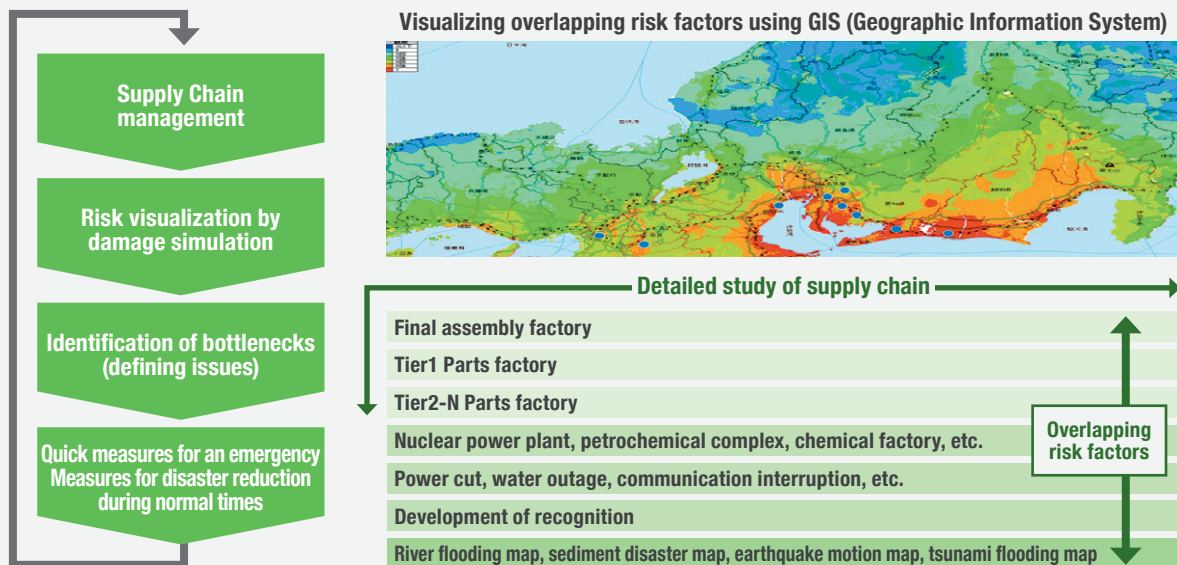 Supply Chain
management
Risk visualization by
damage simulation
Identification of bottlenecks
(defining issues)
Quick measures for an emergency
Measures for disaster reduction
during normal times
Visualizing overlapping risk factors using GIS (Geographic Information System)
Detailed study of supply chain
Final assembly factory
Tier1 Parts factory
Tier2-N Parts factory
Nuclear power plant, petrochemical complex, chemical factory, etc.
Power cut, water outage, communication interruption, etc.
Development of recognition
River flooding map, sediment disaster map, earthquake motion map, tsunami flooding map
Overlapping
risk factors